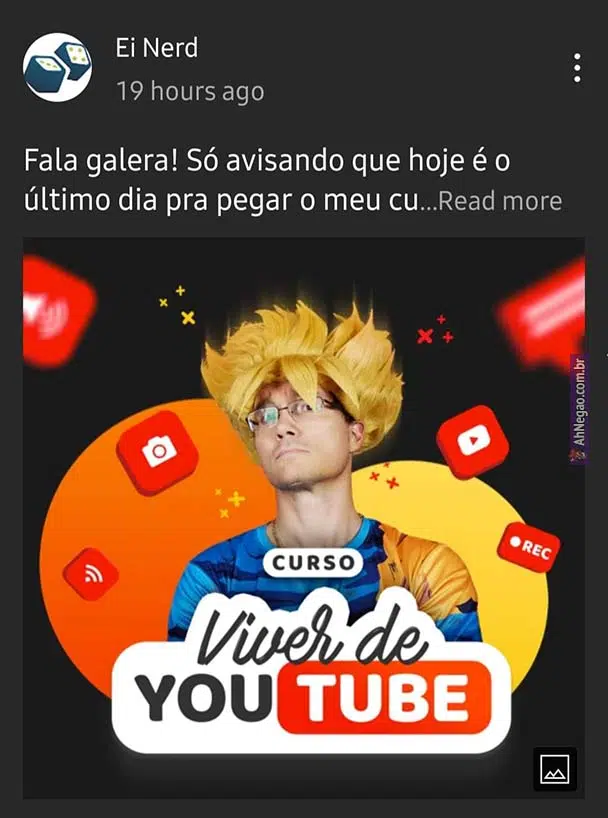 Ei Nerd
19 hours ago
Fala galera! Só avisando que hoje é o
último dia pra pegar o meu cu...Read more
AhNegao.com.br
REC
CURSO
Viver de
YOUTUBE